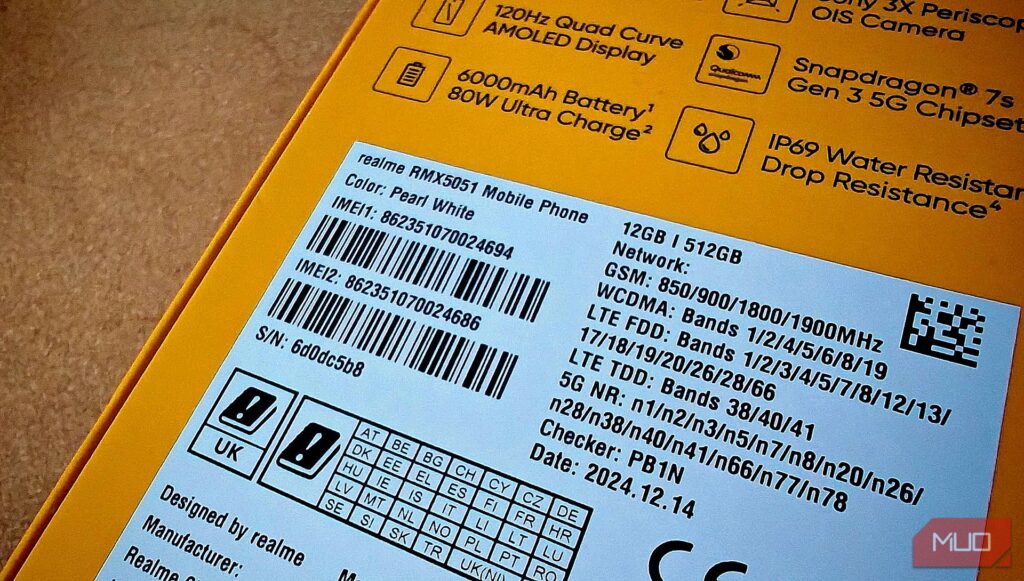 120Hz Quad Curve
AMOLED Display
3X Periscop
OIS Camera
6000mAh Battery¹
80W Ultra Charge²
Qualcomm
Snapdragon® 7s
Gen 3 5G Chipset
IP69 Water Resistan
Drop Resistance⁴
realme RMX5051 Mobile Phone
Color: Pearl White
IMEI1: 862351070024694
IMEI2: 862351070024686
S/N: 6d0dc5b8
12GB | 512GB
Network:
GSM: 850/900/1800/1900MHz
WCDMA: Bands 1/2/4/5/6/8/19
LTE FDD: Bands 1/2/3/4/5/7/8/12/13/
17/18/19/20/26/28/66
LTE TDD: Bands 38/40/41
5G NR: n1/n2/n3/n5/n7/n8/n20/n26/
n28/n38/n40/n41/n66/n77/n78
Checker: PB1N
Date: 2024.12.14
UK
AT BE BG CH CY CZ DE
DK EE EL ES FI FR HR
HU IE IS IT LI LT LU
LV MT NL NO PL PT RO
SE SI SK TR UK(NI)
CE
Designed by realme
Manufacturer:
Realme
MUO